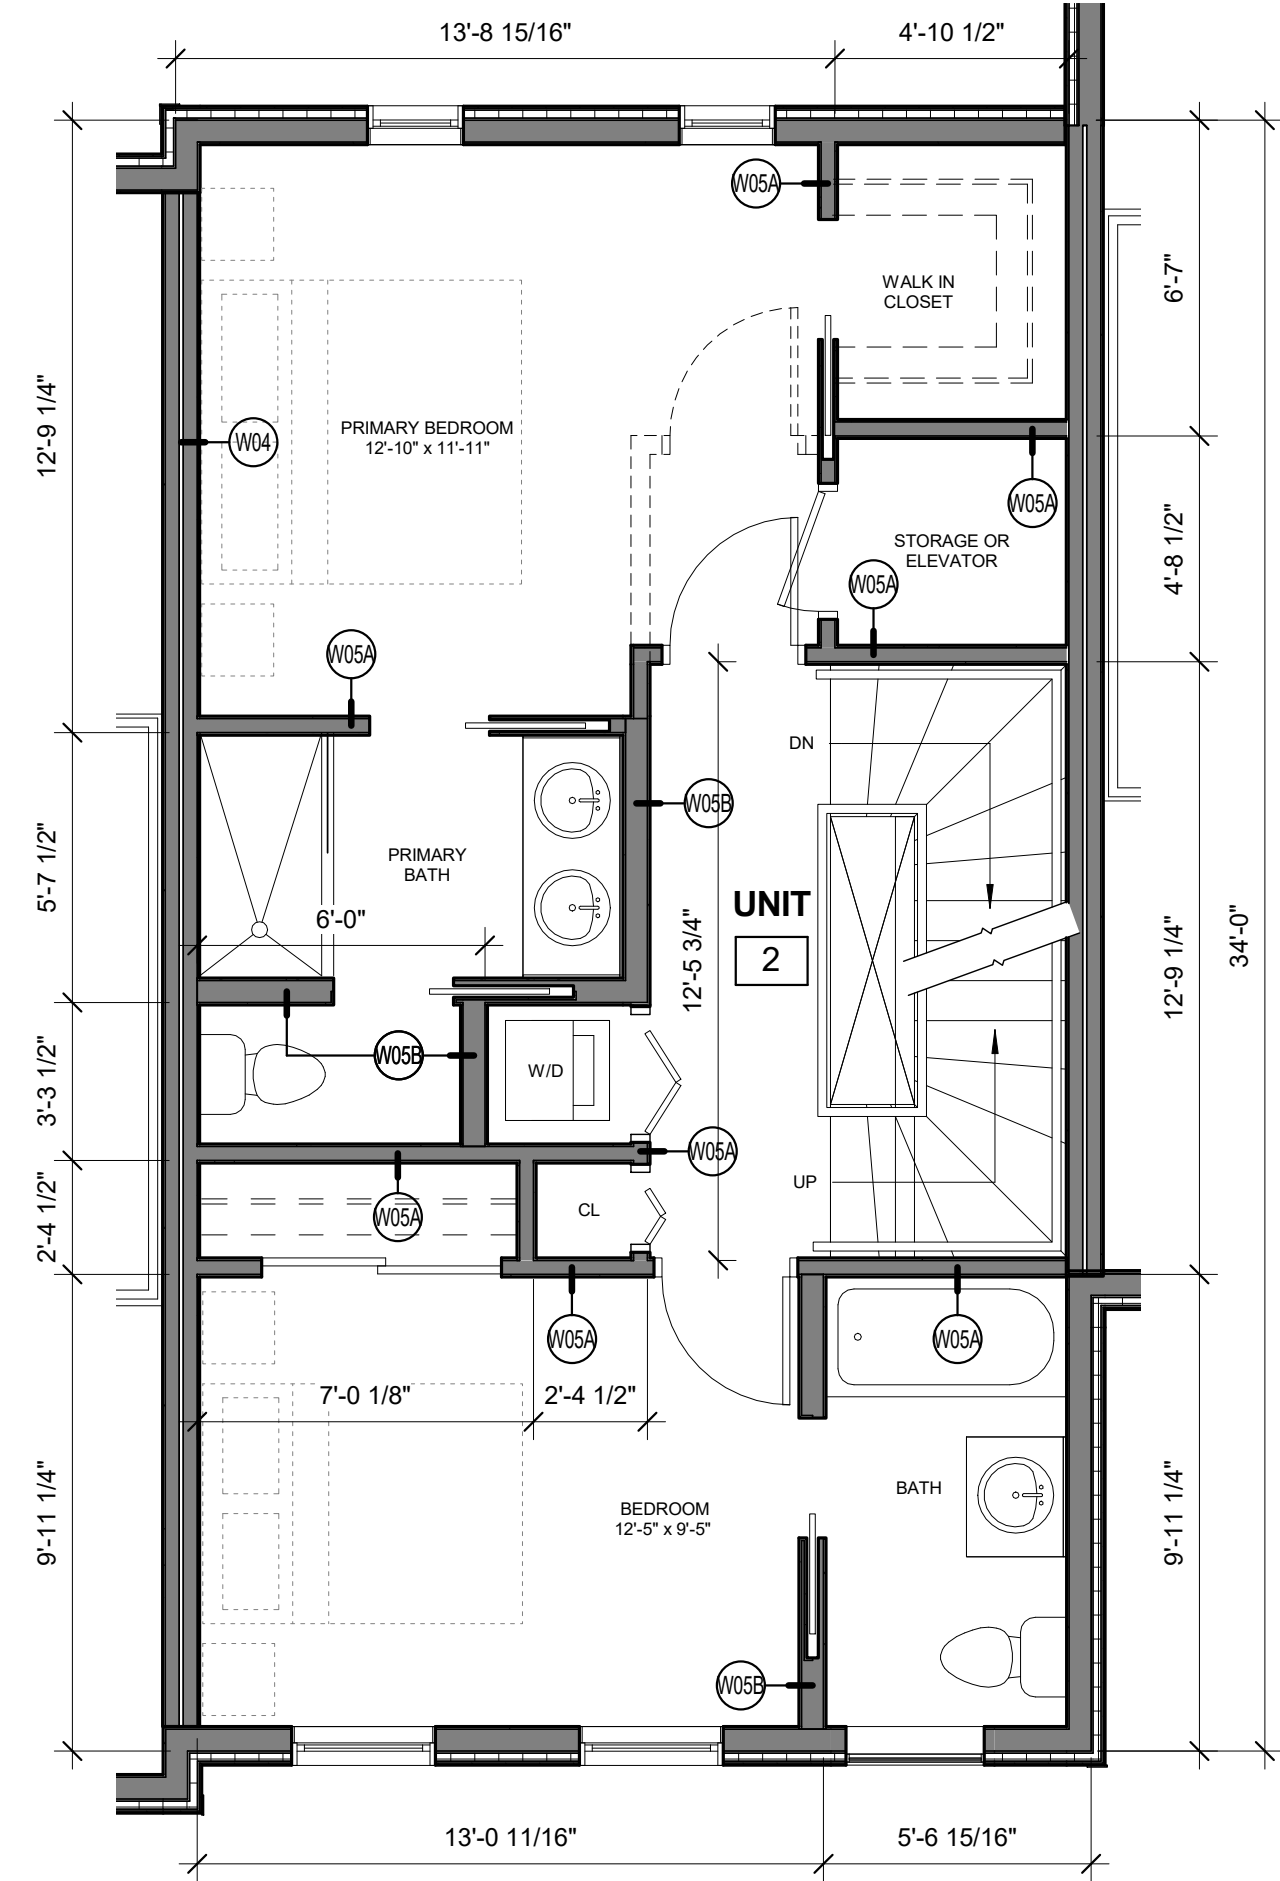 13'-8 15/16"
4'-10 1/2"
W05A
WALK IN
CLOSET
6'-7"
12'-9 1/4"
W04
PRIMARY BEDROOM
12'-10" x 11'-11"
W05A
STORAGE OR
ELEVATOR
4'-8 1/2"
W05A
W05A
DN
W05B
PRIMARY
BATH
5'-7 1/2"
6'-0"
UNIT
2
12'-5 3/4"
12'-9 1/4"
34'-0"
W05B
W/D
3'-3 1/2"
W05A
UP
2'-4 1/2"
W05A
CL
W05A
W05A
7'-0 1/8"
2'-4 1/2"
BATH
BEDROOM
12'-5" x 9'-5"
9'-11 1/4"
9'-11 1/4"
W05B
13'-0 11/16"
5'-6 15/16"